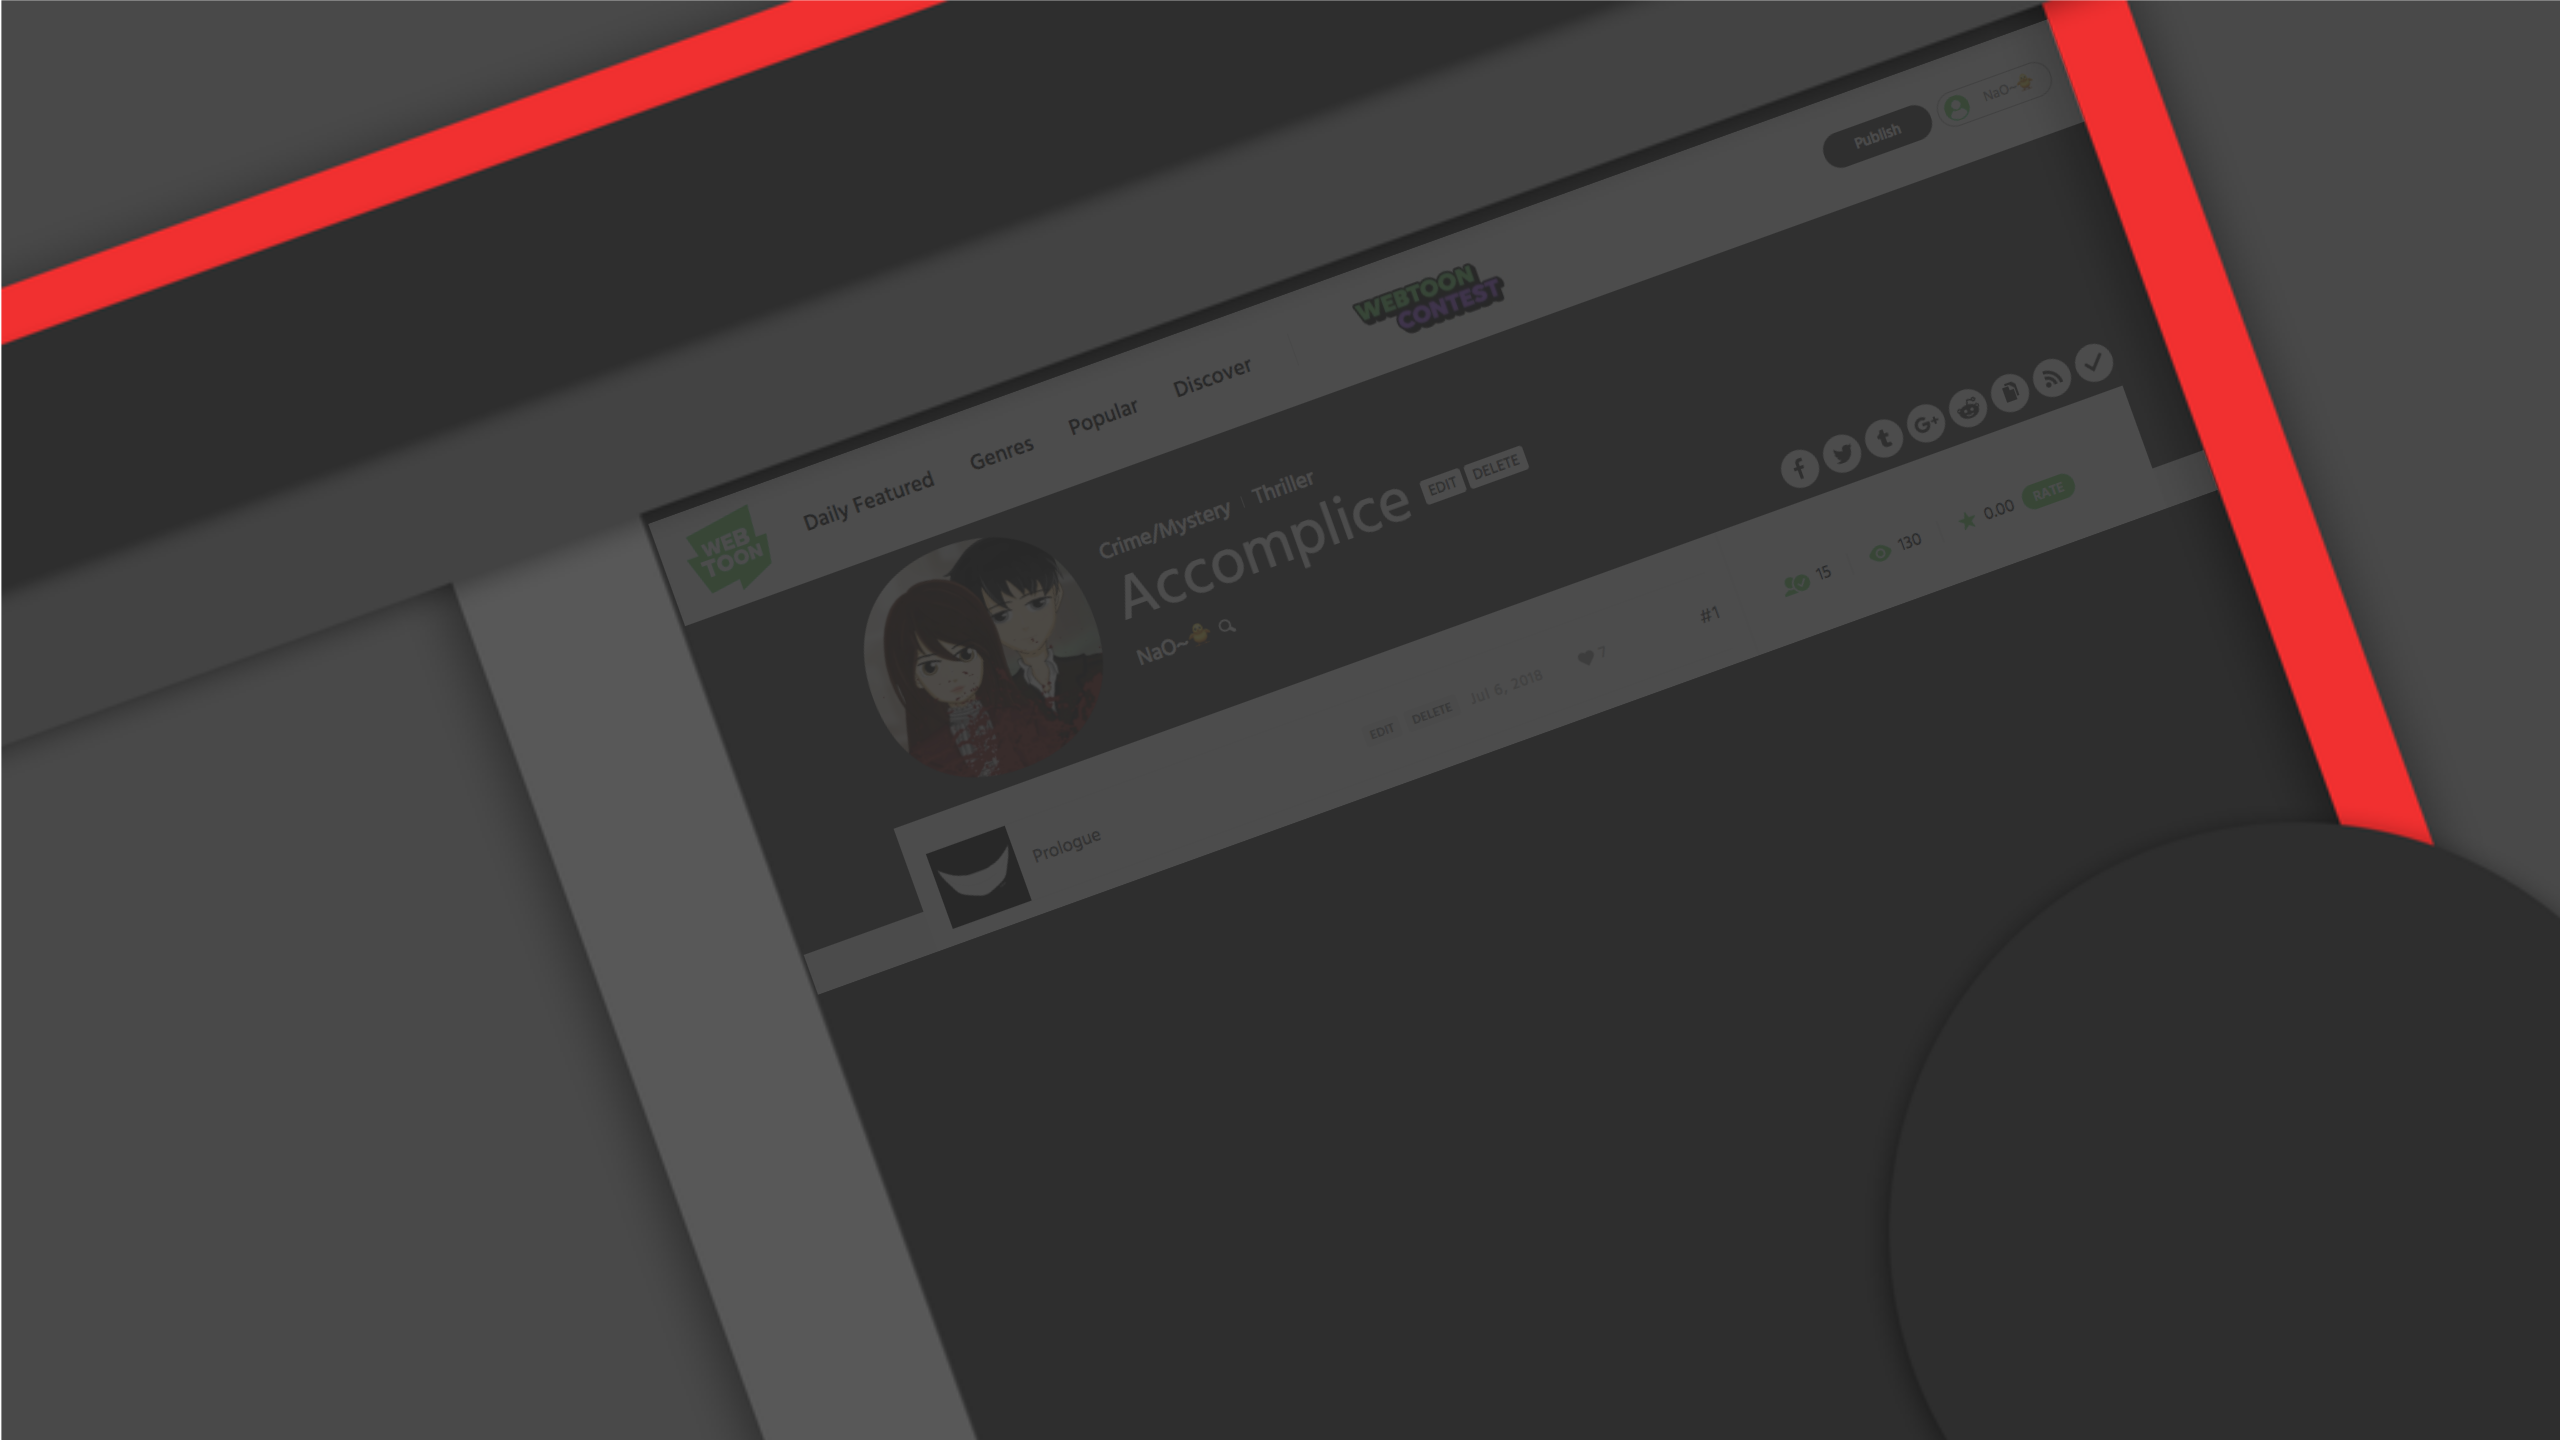 WEB
TOON
Daily Featured
Genres
Popular
Discover
WEBTOON
CONTEST
Publish
NaO~🐥
Crime/Mystery | Thriller
Accomplice
EDIT
DELETE
NaO~🐥
15
130
0.00
RATE
Prologue
EDIT
DELETE
Jul 6, 2018
7
#1